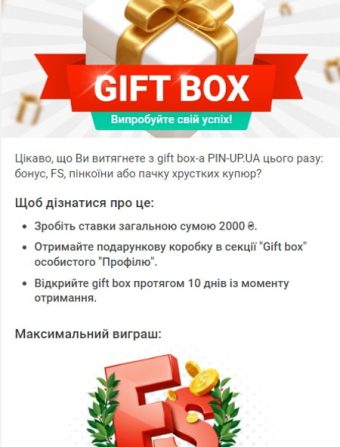 GIFT BOX
Випробуйте свій успіх!
Цікаво, що Ви витягнете з gift box-а PIN-UP.UA цього разу:
бонус, FS, пінкоїни або пачку хрустких купюр?
Щоб дізнатися про це:
• Зробіть ставки загальною сумою 2000 ₴.
• Отримайте подарункову коробку в секції "Gift box"
особистого "Профілю".
• Відкрийте gift box протягом 10 днів із моменту
отримання.
Максимальний виграш:
FS